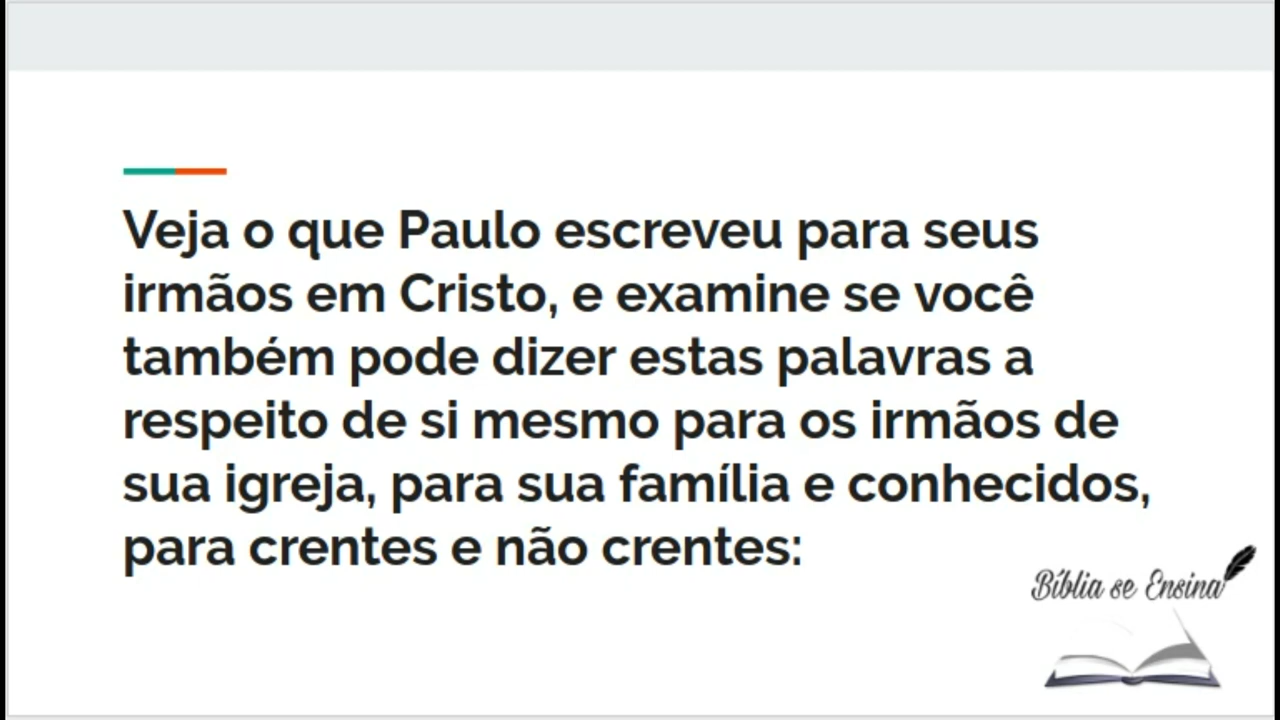 Veja o que Paulo escreveu para seus
irmãos em Cristo, e examine se você
também pode dizer estas palavras a
respeito de si mesmo para os irmãos de
sua igreja, para sua família e conhecidos,
para crentes e não crentes:
Bíblia se Ensina